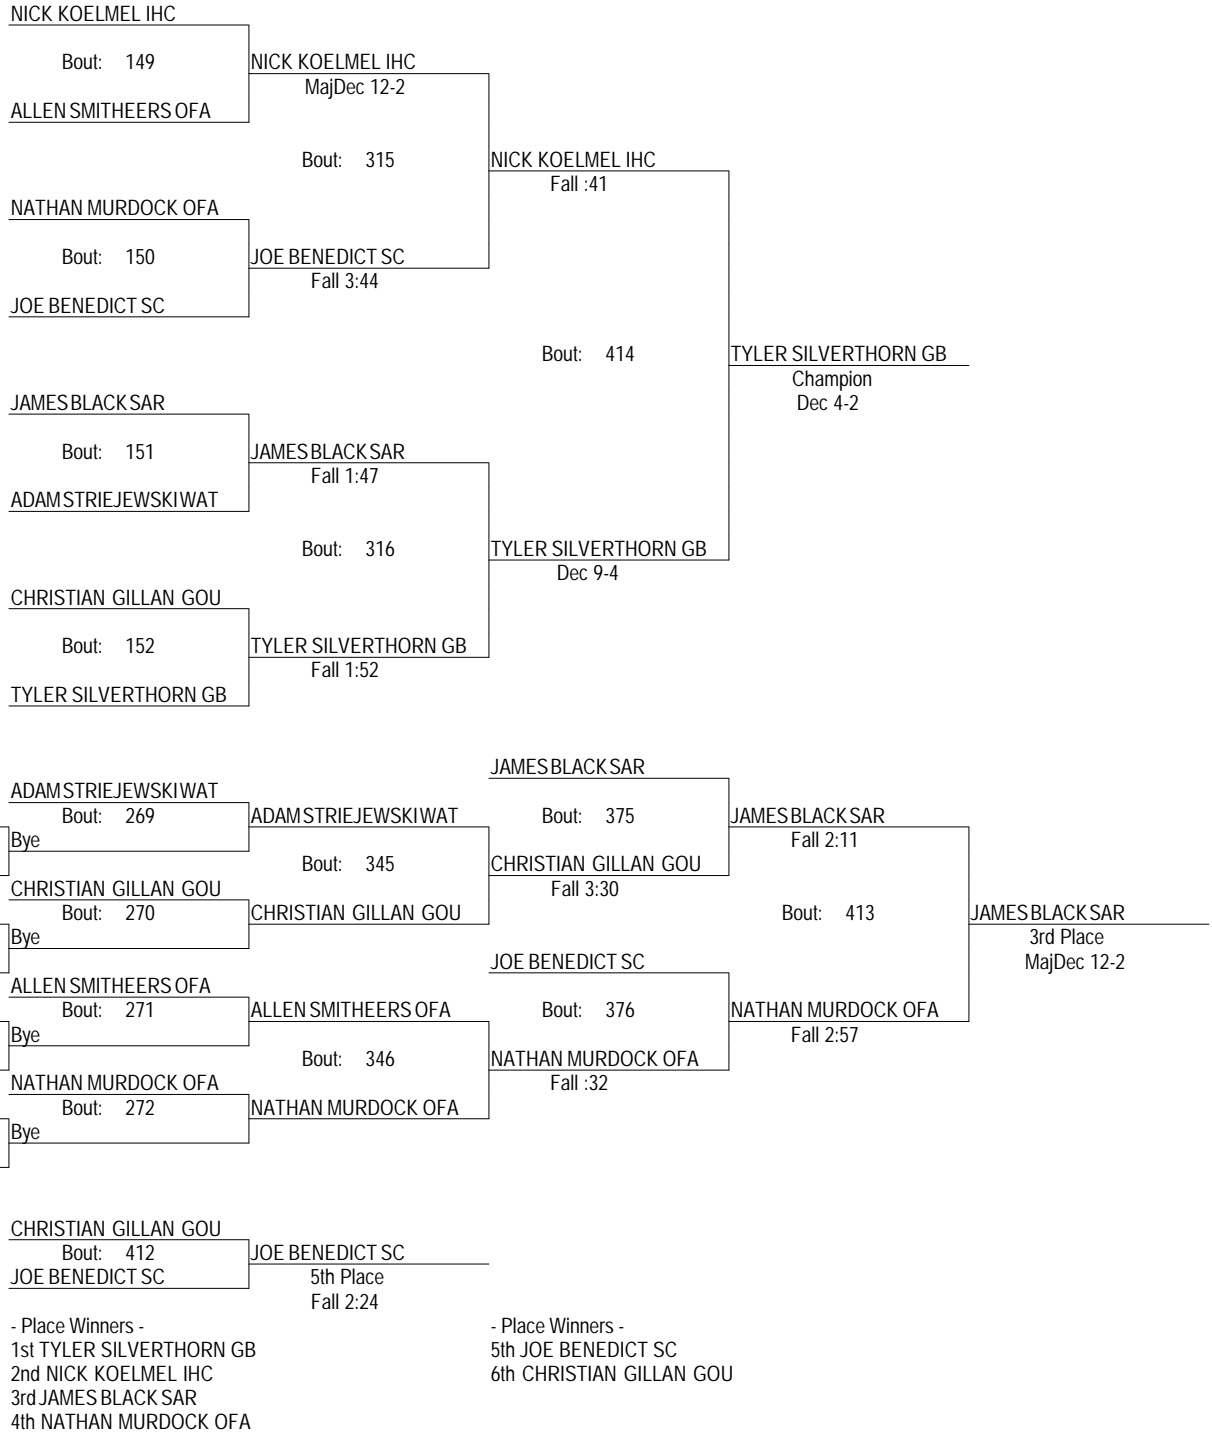 NICK KOELMEL IHC
Bout: 149
NICK KOELMEL IHC
MajDec 12-2
ALLEN SMITHEERS OFA
Bout: 315
NICK KOELMEL IHC
Fall :41
NATHAN MURDOCK OFA
Bout: 150
JOE BENEDICT SC
Fall 3:44
JOE BENEDICT SC
Bout: 414
TYLER SILVERTHORN GB
Champion
Dec 4-2
JAMES BLACK SAR
Bout: 151
JAMES BLACK SAR
Fall 1:47
ADAM STRIEJEWSKI WAT
Bout: 316
TYLER SILVERTHORN GB
Dec 9-4
CHRISTIAN GILLAN GOU
Bout: 152
TYLER SILVERTHORN GB
Fall 1:52
TYLER SILVERTHORN GB
JAMES BLACK SAR
ADAM STRIEJEWSKI WAT
Bout: 269
ADAM STRIEJEWSKI WAT
Bout: 375
JAMES BLACK SAR
Fall 2:11
Bye
Bout: 345
CHRISTIAN GILLAN GOU
Fall 3:30
CHRISTIAN GILLAN GOU
Bout: 270
CHRISTIAN GILLAN GOU
Bout: 413
JAMES BLACK SAR
3rd Place
MajDec 12-2
Bye
JOE BENEDICT SC
ALLEN SMITHEERS OFA
Bout: 271
ALLEN SMITHEERS OFA
Bout: 376
NATHAN MURDOCK OFA
Fall 2:57
Bye
Bout: 346
NATHAN MURDOCK OFA
Fall :32
NATHAN MURDOCK OFA
Bout: 272
NATHAN MURDOCK OFA
Bye
CHRISTIAN GILLAN GOU
Bout: 412
JOE BENEDICT SC
5th Place
Fall 2:24
JOE BENEDICT SC
- Place Winners -
1st TYLER SILVERTHORN GB
2nd NICK KOELMEL IHC
3rd JAMES BLACK SAR
4th NATHAN MURDOCK OFA
- Place Winners -
5th JOE BENEDICT SC
6th CHRISTIAN GILLAN GOU